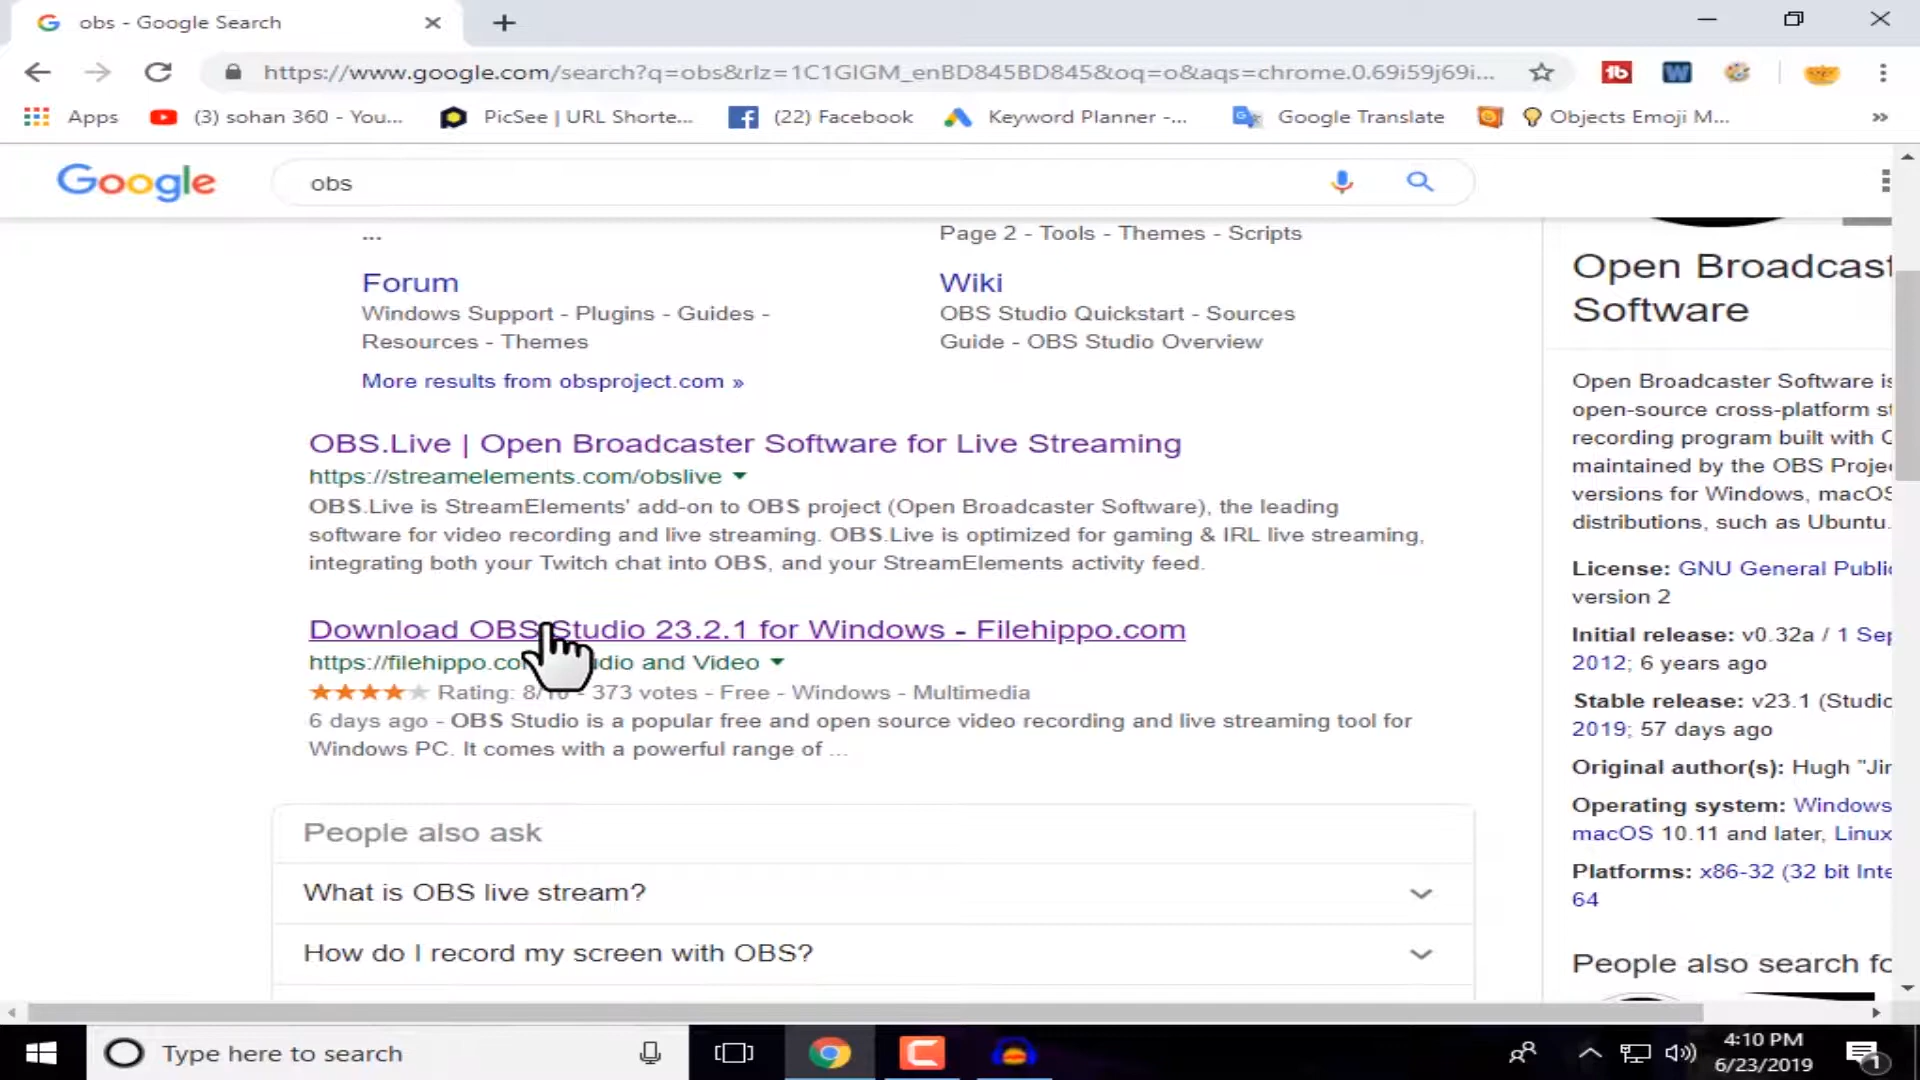 obs - Google Search
https://www.google.com/search?q=obs&rlz=1C1GIGM_enBD845BD845&oq=o&aqs=chrome.0.69i59j69i...
Apps
(3) sohan 360 - You...
PicSee | URL Shorte...
(22) Facebook
Keyword Planner -...
Google Translate
Objects Emoji M...
»
Google
obs
...
Page 2 - Tools - Themes - Scripts
Forum
Windows Support - Plugins - Guides -
Resources - Themes
Wiki
OBS Studio Quickstart - Sources
Guide - OBS Studio Overview
More results from obsproject.com »
OBS.Live | Open Broadcaster Software for Live Streaming
https://streamelements.com/obslive
OBS.Live is StreamElements' add-on to OBS project (Open Broadcaster Software), the leading
software for video recording and live streaming. OBS.Live is optimized for gaming & IRL live streaming,
integrating both your Twitch chat into OBS, and your StreamElements activity feed.
Download OBS Studio 23.2.1 for Windows - Filehippo.com
https://filehippo.co and Video
Rating: 8/10 - 373 votes - Free - Windows - Multimedia
6 days ago - OBS Studio is a popular free and open source video recording and live streaming tool for
Windows PC. It comes with a powerful range of ...
People also ask
What is OBS live stream?
How do I record my screen with OBS?
Open Broadcast
Software
Open Broadcaster Software is
open-source cross-platform st
recording program built with C
maintained by the OBS Projec
versions for Windows, macOS
distributions, such as Ubuntu.
License: GNU General Public
version 2
Initial release: v0.32a / 1 Sep
2012; 6 years ago
Stable release: v23.1 (Studio
2019; 57 days ago
Original author(s): Hugh "Jim
Operating system: Windows
macOS 10.11 and later, Linux
Platforms: x86-32 (32 bit Inte
64
People also search fo
Type here to search
4:10 PM
6/23/2019
1